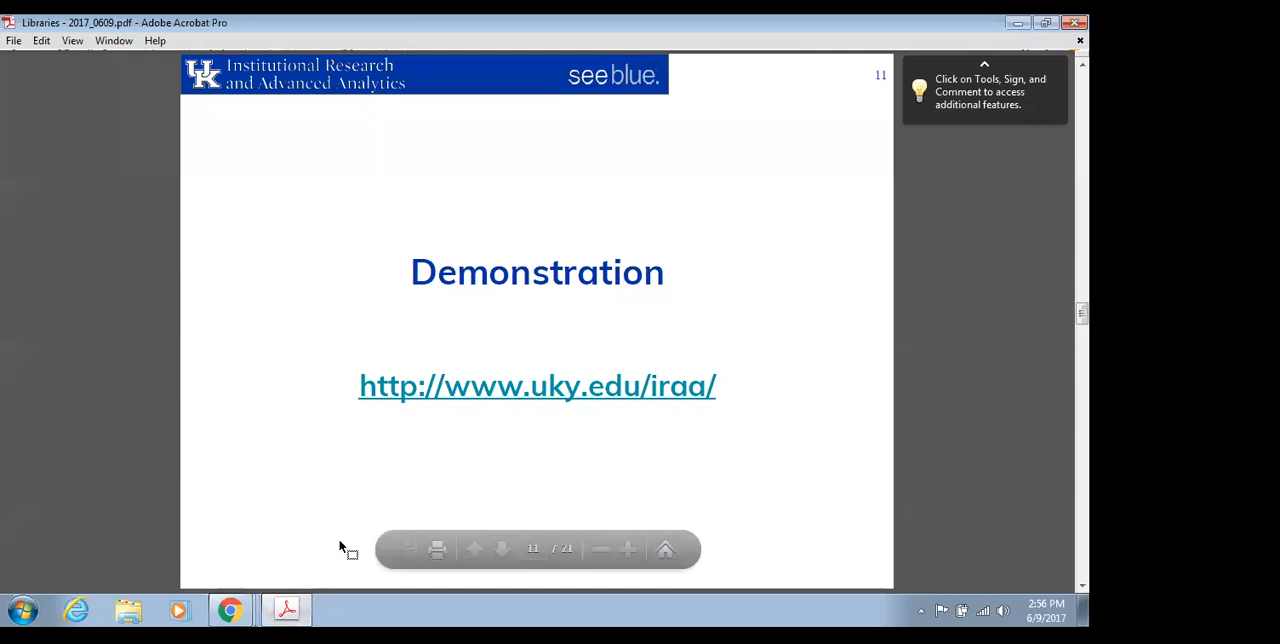 Libraries - 2017_0609.pdf - Adobe Acrobat Pro
File Edit View Window Help
UK Institutional Research
and Advanced Analytics
see blue.
11
Click on Tools, Sign, and
Comment to access
additional features.
Demonstration
http://www.uky.edu/iraa/
11 / 21
2:56 PM
6/9/2017